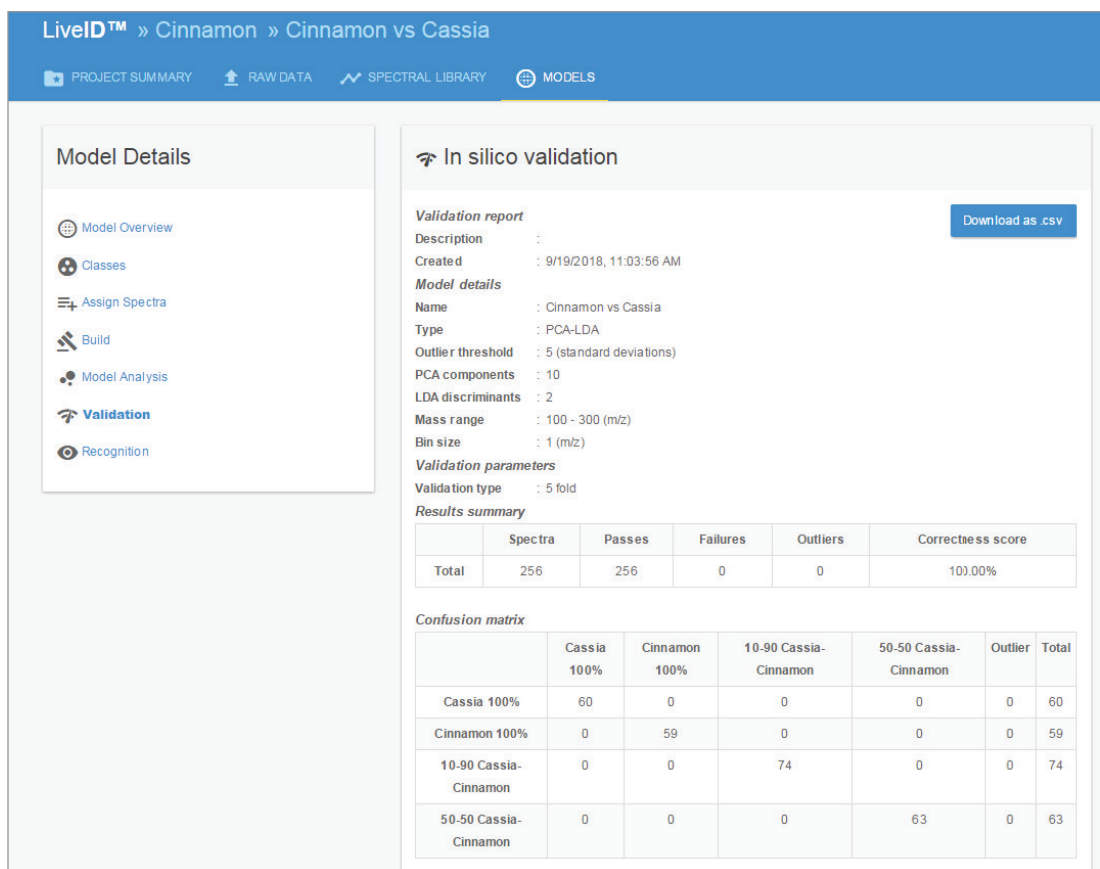 LiveID™ » Cinnamon » Cinnamon vs Cassia
PROJECT SUMMARY RAW DATA SPECTRAL LIBRARY MODELS
Model Details
Model Overview
Classes
Assign Spectra
Build
Model Analysis
Validation
Recognition
In silico validation
Download as .csv
Validation report
Description :
Created : 9/19/2018, 11:03:56 AM
Model details
Name : Cinnamon vs Cassia
Type : PCA-LDA
Outlier threshold : 5 (standard deviations)
PCA components : 10
LDA discriminants : 2
Mass range : 100 - 300 (m/z)
Bin size : 1 (m/z)
Validation parameters
Validation type : 5 fold
Results summary
Spectra Passes Failures Outliers Correctness score
Total 256 256 0 0 100.00%
Confusion matrix
Cassia Cinnamon 10-90 Cassia- 50-50 Cassia- Outlier Total
100% 100% Cinnamon Cinnamon
Cassia 100% 60 0 0 0 0 60
Cinnamon 100% 0 59 0 0 0 59
10-90 Cassia- 0 0 74 0 0 74
Cinnamon
50-50 Cassia- 0 0 0 63 0 63
Cinnamon